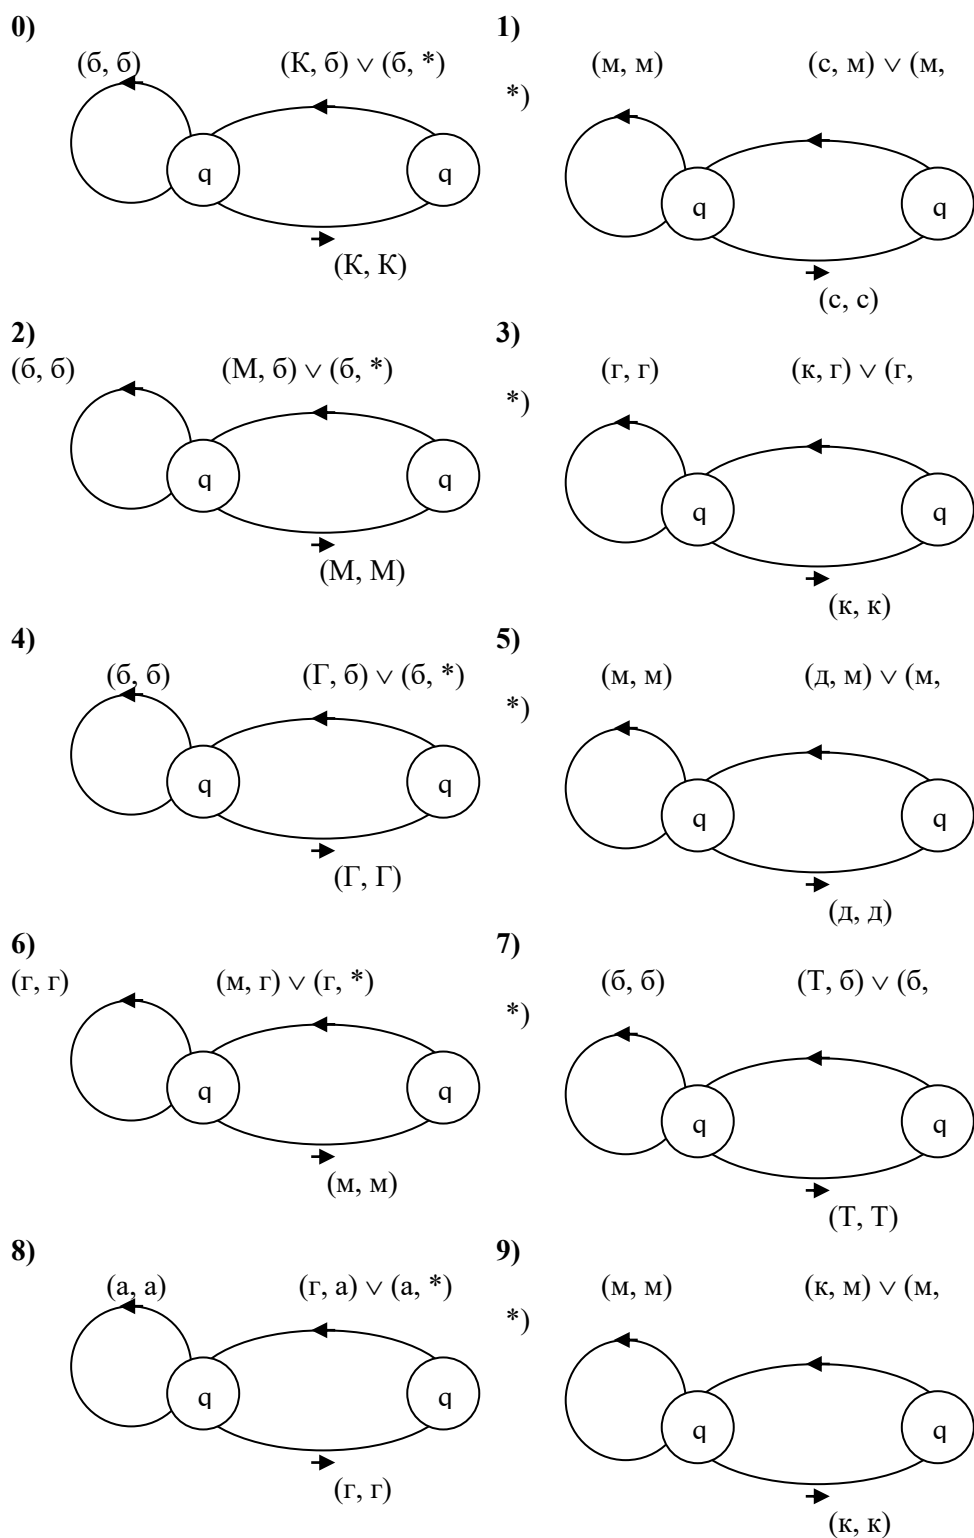 0)
(б, б) (К, б) ∨ (б, *)
q q
(К, К)
1)
(м, м) (с, м) ∨ (м,
*)
q q
(с, с)
2)
(б, б) (М, б) ∨ (б, *)
q q
(М, М)
3)
(г, г) (к, г) ∨ (г,
*)
q q
(к, к)
4)
(б, б) (Г, б) ∨ (б, *)
q q
(Г, Г)
5)
(м, м) (д, м) ∨ (м,
*)
q q
(д, д)
6)
(г, г) (м, г) ∨ (г, *)
q q
(м, м)
7)
(б, б) (Т, б) ∨ (б,
*)
q q
(Т, Т)
8)
(а, а) (г, а) ∨ (а, *)
q q
(г, г)
9)
(м, м) (к, м) ∨ (м,
*)
q q
(к, к)